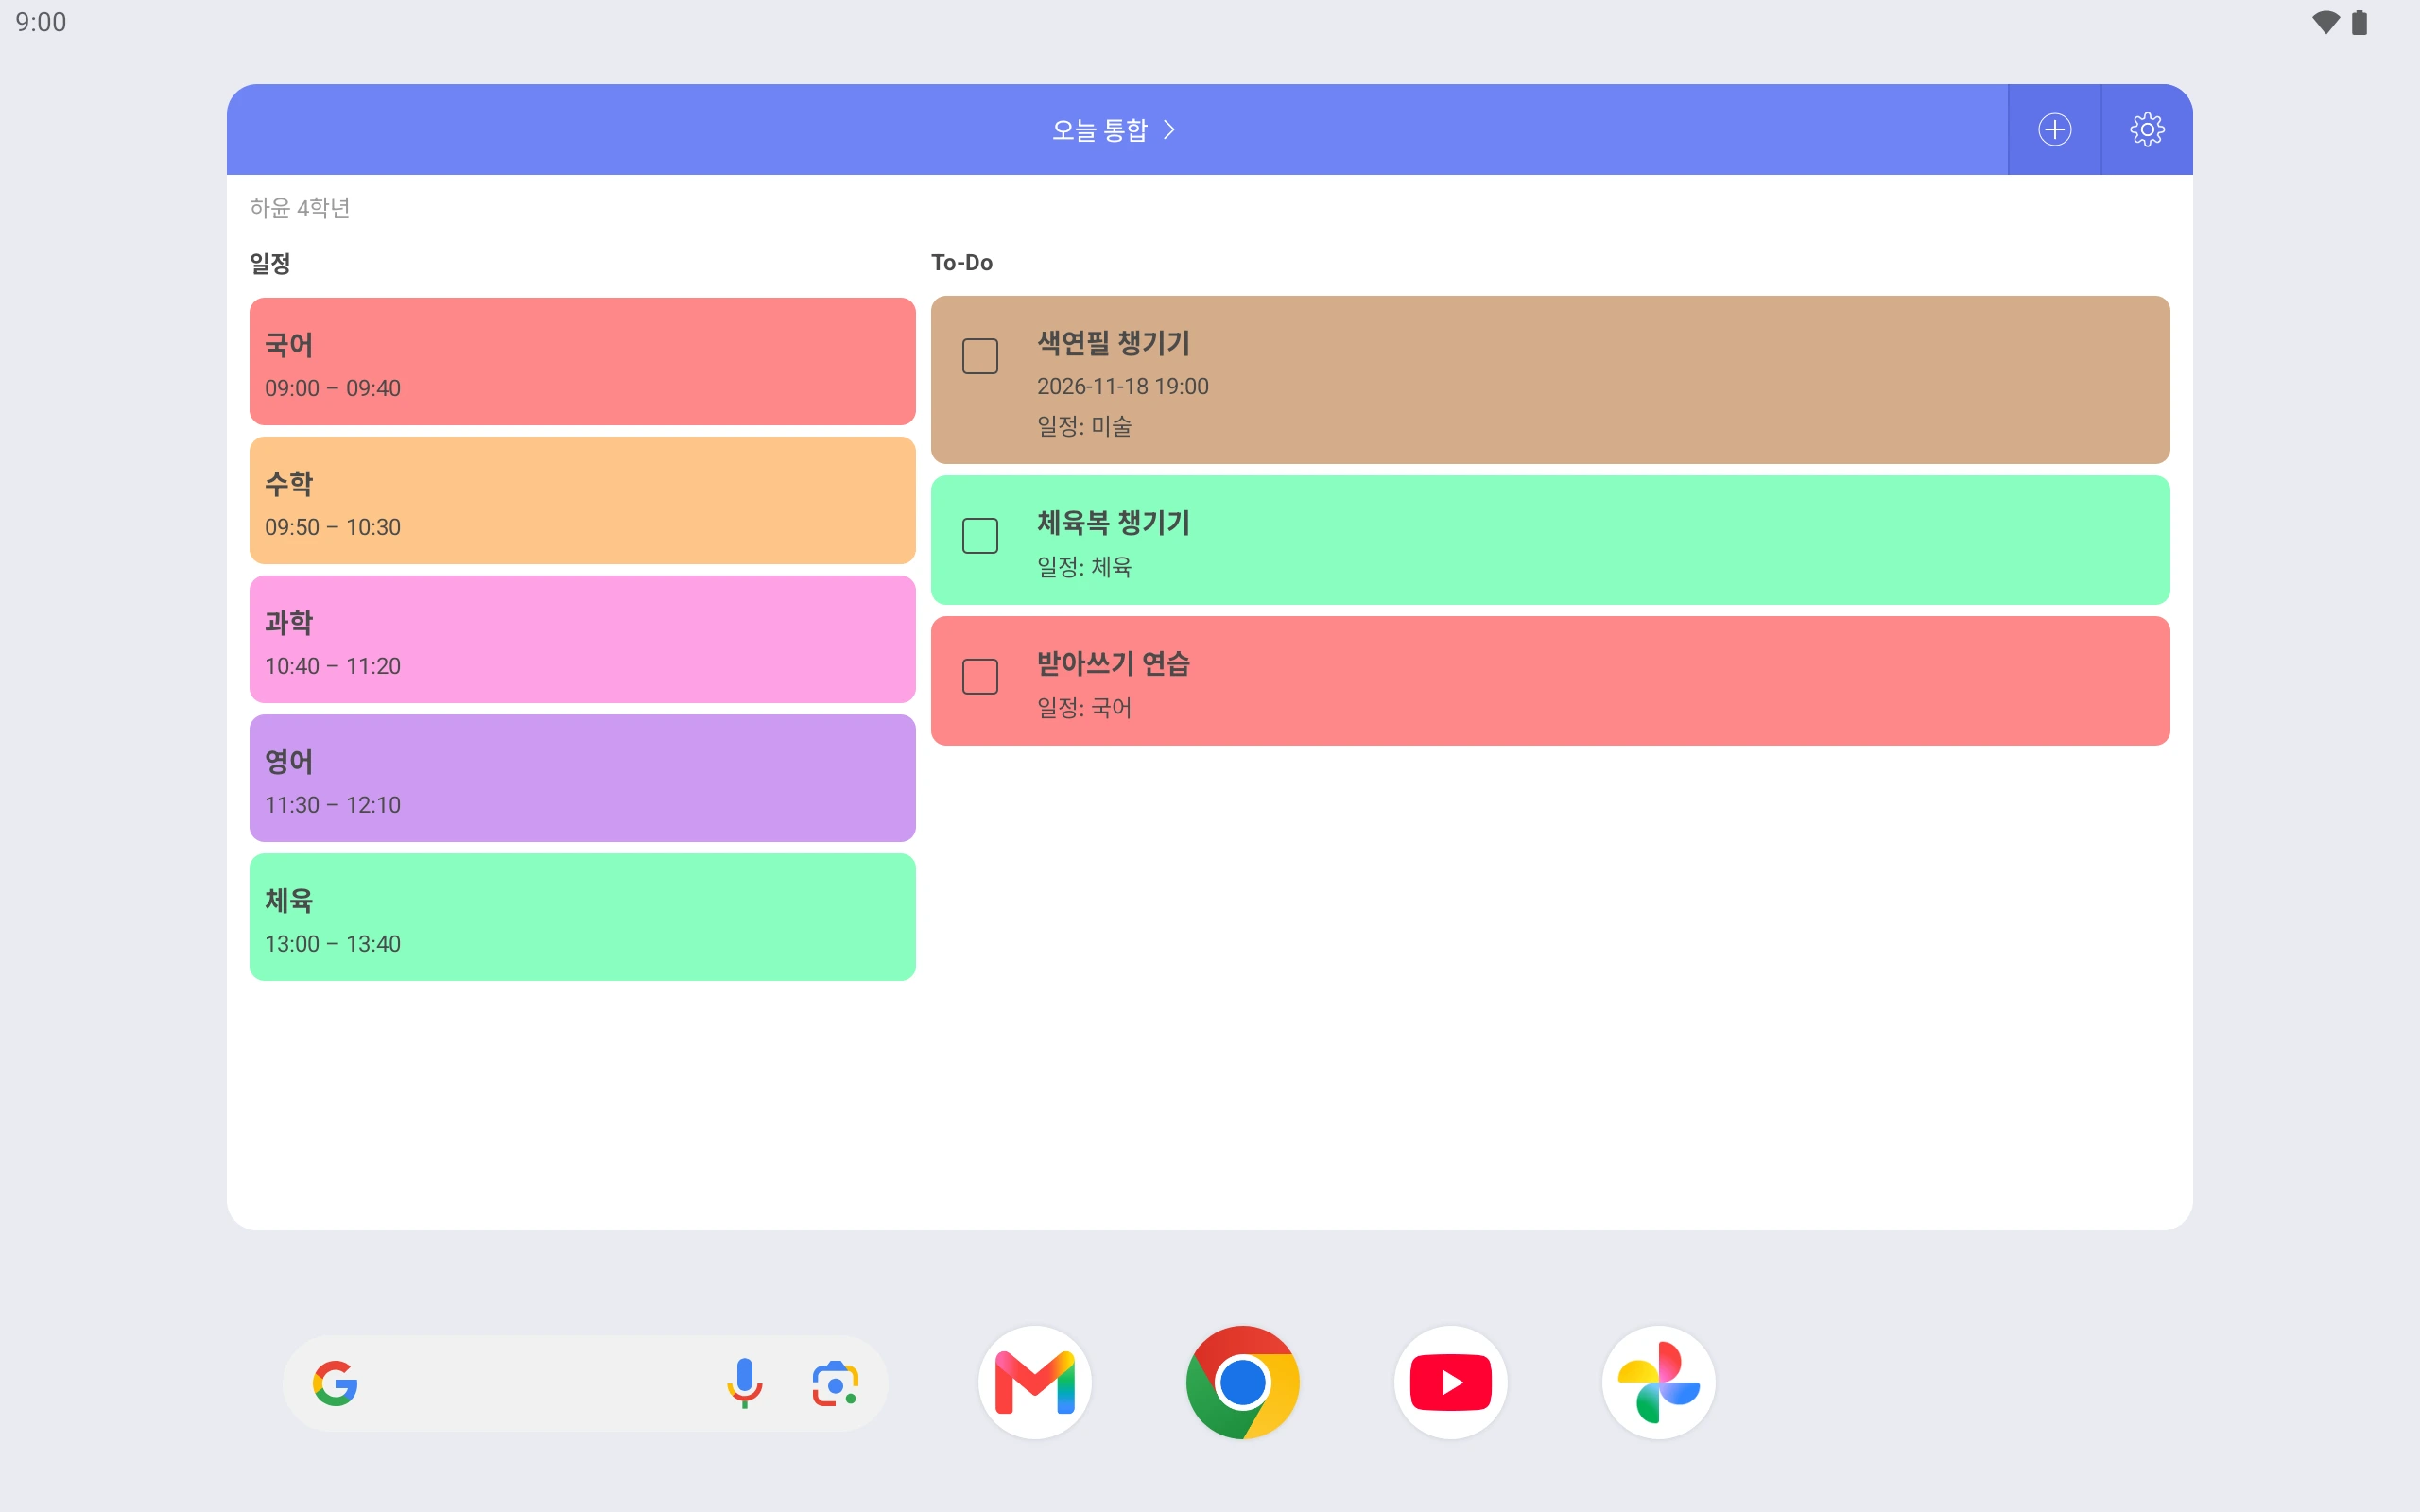 9:00
오늘 통합
하윤 4학년
일정
국어
09:00 – 09:40
수학
09:50 – 10:30
과학
10:40 – 11:20
영어
11:30 – 12:10
체육
13:00 – 13:40
To-Do
색연필 챙기기
2026-11-18 19:00
일정: 미술
체육복 챙기기
일정: 체육
받아쓰기 연습
일정: 국어